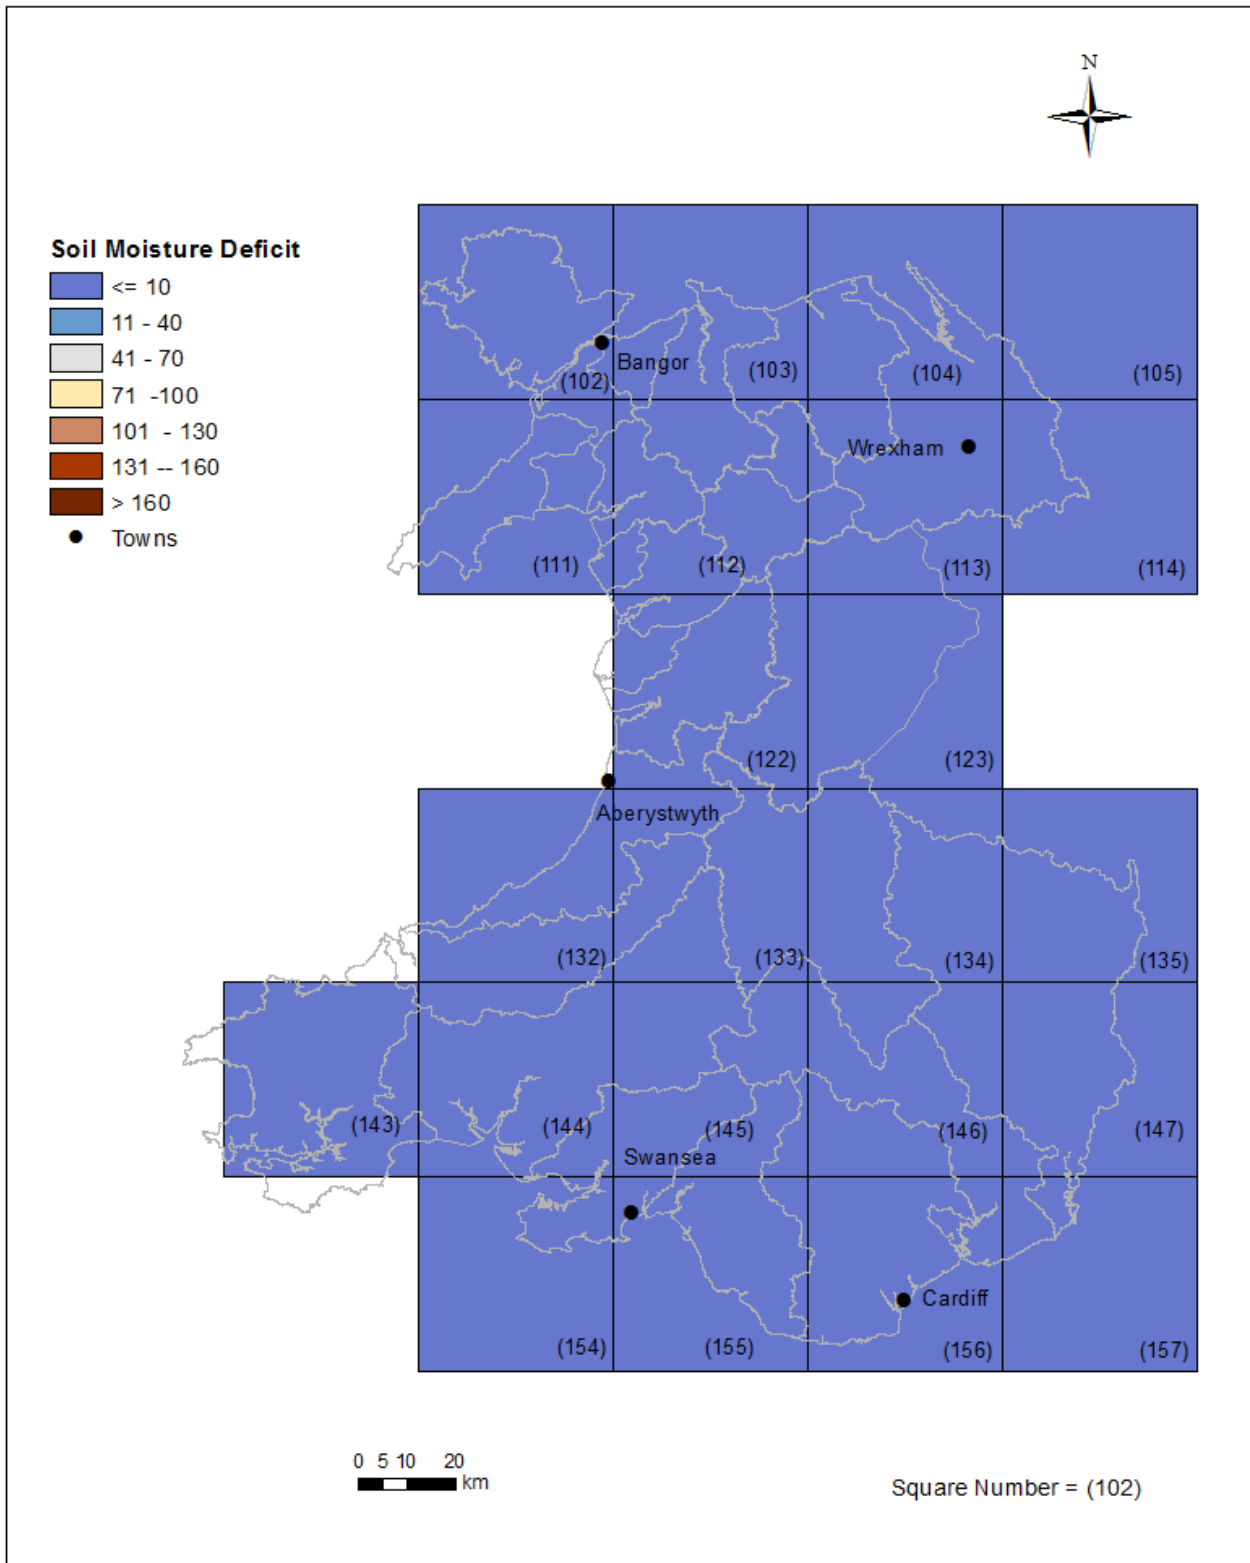 N
Soil Moisture Deficit
<= 10
11 - 40
41 - 70
71 -100
101 - 130
131 -- 160
> 160
Towns
Bangor
(102)
(103)
(104)
(105)
Wrexham
(111)
(112)
(113)
(114)
(122)
(123)
Aberystwyth
(132)
(133)
(134)
(135)
(143)
(144)
(145)
(146)
(147)
Swansea
Cardiff
(154)
(155)
(156)
(157)
0 5 10 20
km
Square Number = (102)